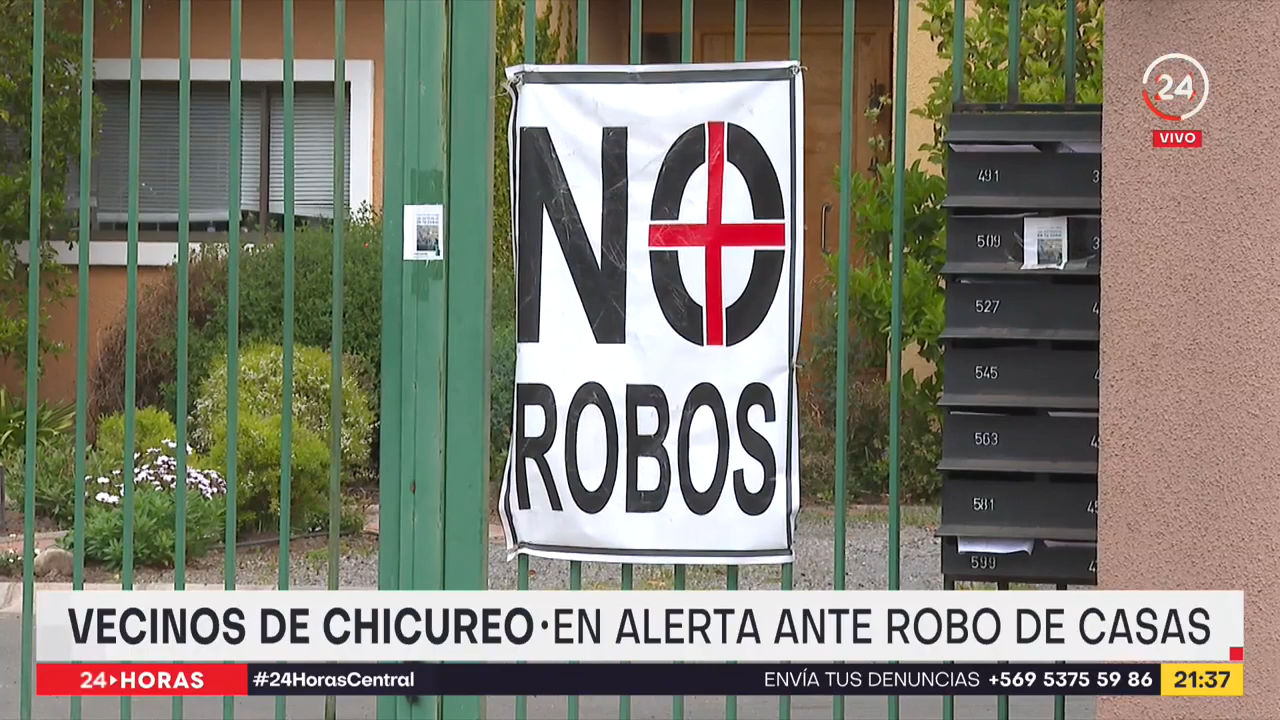 24
VIVO
NO
ROBOS
491
509
527
545
563
581
599
VECINOS DE CHICUREO · EN ALERTA ANTE ROBO DE CASAS
24 HORAS
#24HorasCentral
ENVÍA TUS DENUNCIAS +569 5375 59 86
21:37